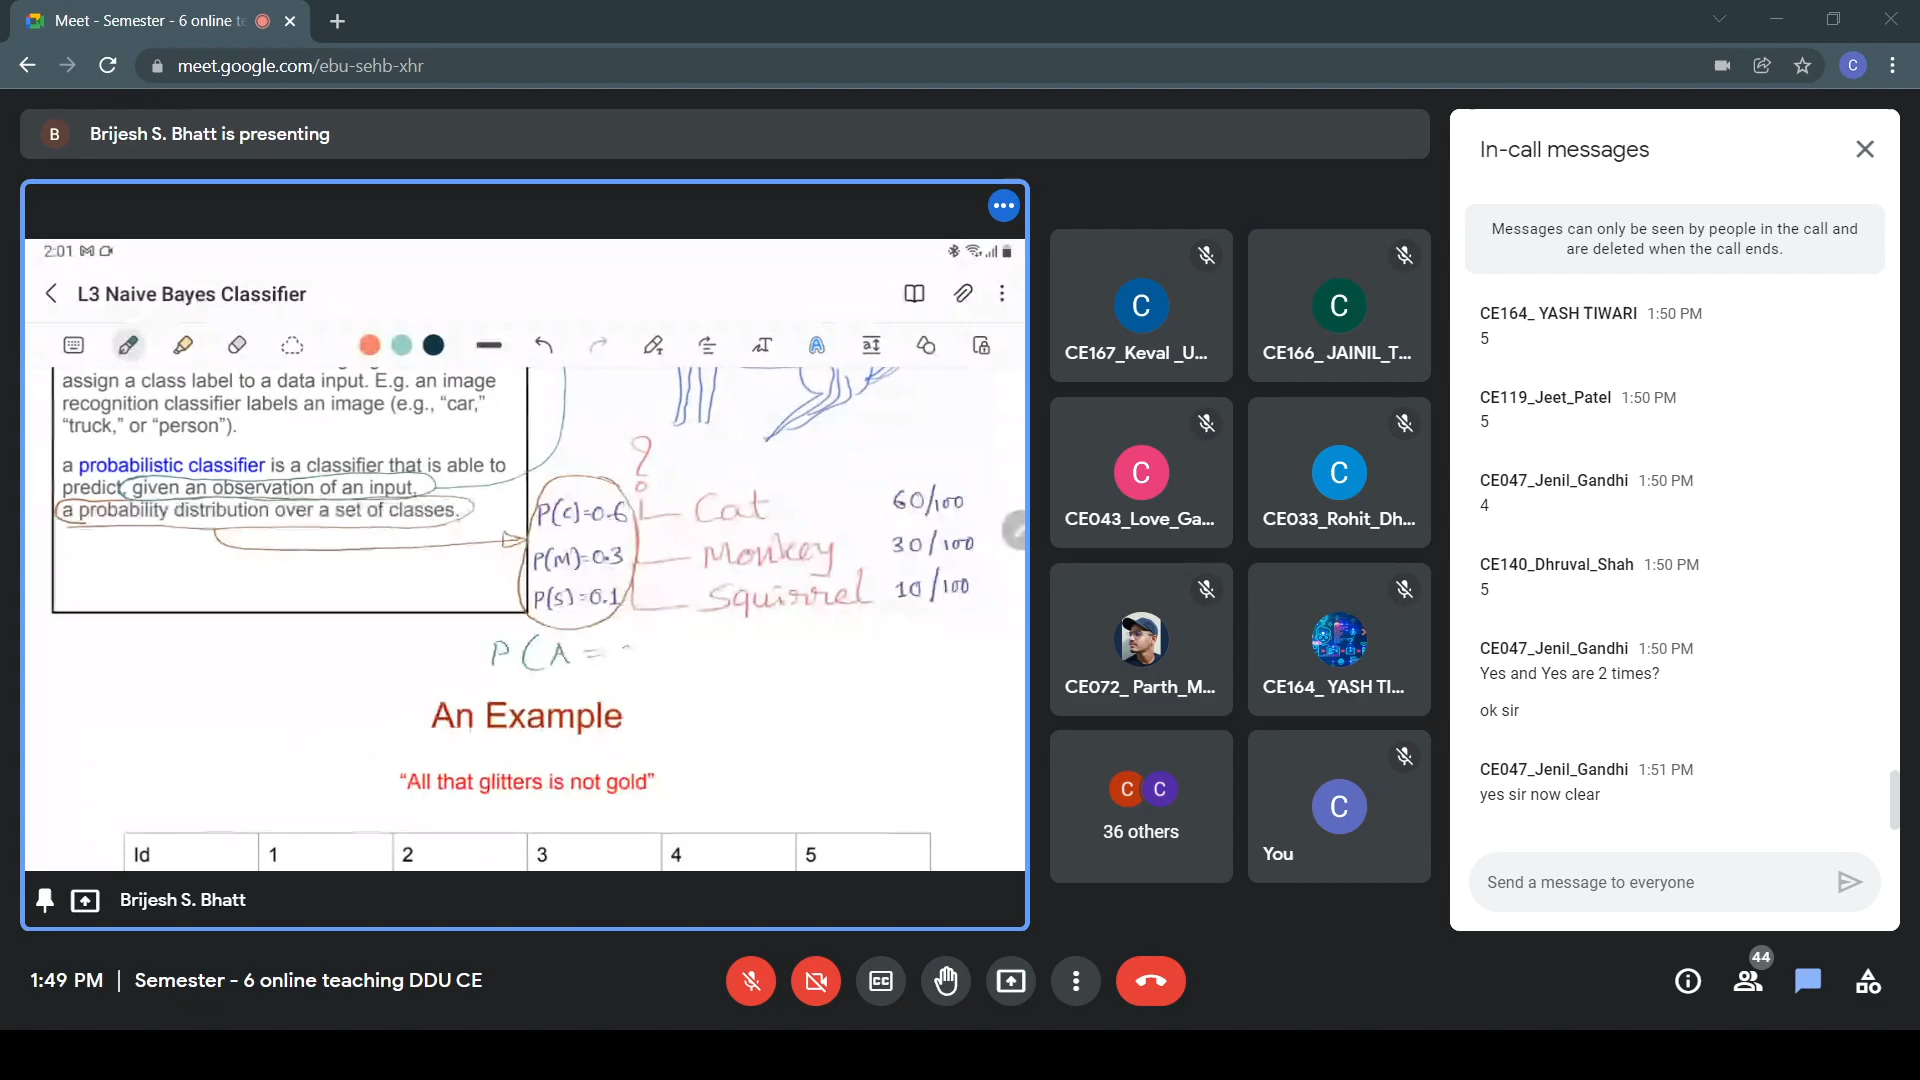 Meet - Semester - 6 online te
meet.google.com/ebu-sehb-xhr
C
B
Brijesh S. Bhatt is presenting
2:01
L3 Naive Bayes Classifier
assign a class label to a data input. E.g. an image
recognition classifier labels an image (e.g., “car,”
“truck,” or “person”).
a probabilistic classifier is a classifier that is able to
predict, given an observation of an input,
a probability distribution over a set of classes.
?
P(C)=0.6 Cat 60/100
P(M)=0.3 Monkey 30/100
P(S)=0.1 Squirrel 10/100
P(A =
An Example
“All that glitters is not gold”
Id 1 2 3 4 5
Brijesh S. Bhatt
C
CE167_Keval _U...
C
CE166_ JAINIL_T...
C
CE043_Love_Ga...
C
CE033_Rohit_Dh...
CE072_ Parth_M...
CE164_ YASH TI...
C C
36 others
C
You
In-call messages
Messages can only be seen by people in the call and
are deleted when the call ends.
CE164_ YASH TIWARI 1:50 PM
5
CE119_Jeet_Patel 1:50 PM
5
CE047_Jenil_Gandhi 1:50 PM
4
CE140_Dhruval_Shah 1:50 PM
5
CE047_Jenil_Gandhi 1:50 PM
Yes and Yes are 2 times?
ok sir
CE047_Jenil_Gandhi 1:51 PM
yes sir now clear
Send a message to everyone
1:49 PM | Semester - 6 online teaching DDU CE
44